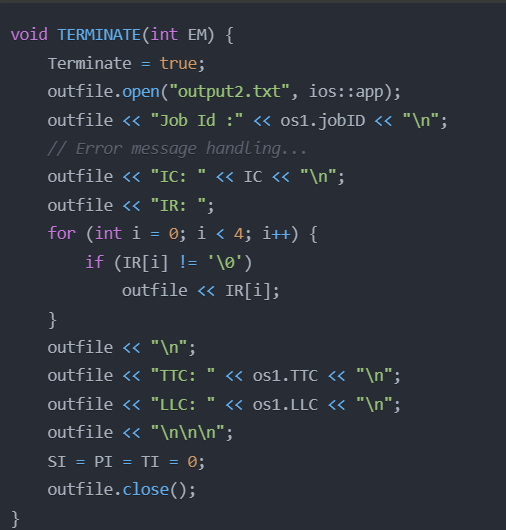 void TERMINATE(int EM) {
    Terminate = true;
    outfile.open("output2.txt", ios::app);
    outfile << "Job Id :" << os1.jobID << "\n";
    // Error message handling...
    outfile << "IC: " << IC << "\n";
    outfile << "IR: ";
    for (int i = 0; i < 4; i++) {
        if (IR[i] != '\0')
            outfile << IR[i];
    }
    outfile << "\n";
    outfile << "TTC: " << os1.TTC << "\n";
    outfile << "LLC: " << os1.LLC << "\n";
    outfile << "\n\n\n";
    SI = PI = TI = 0;
    outfile.close();
}